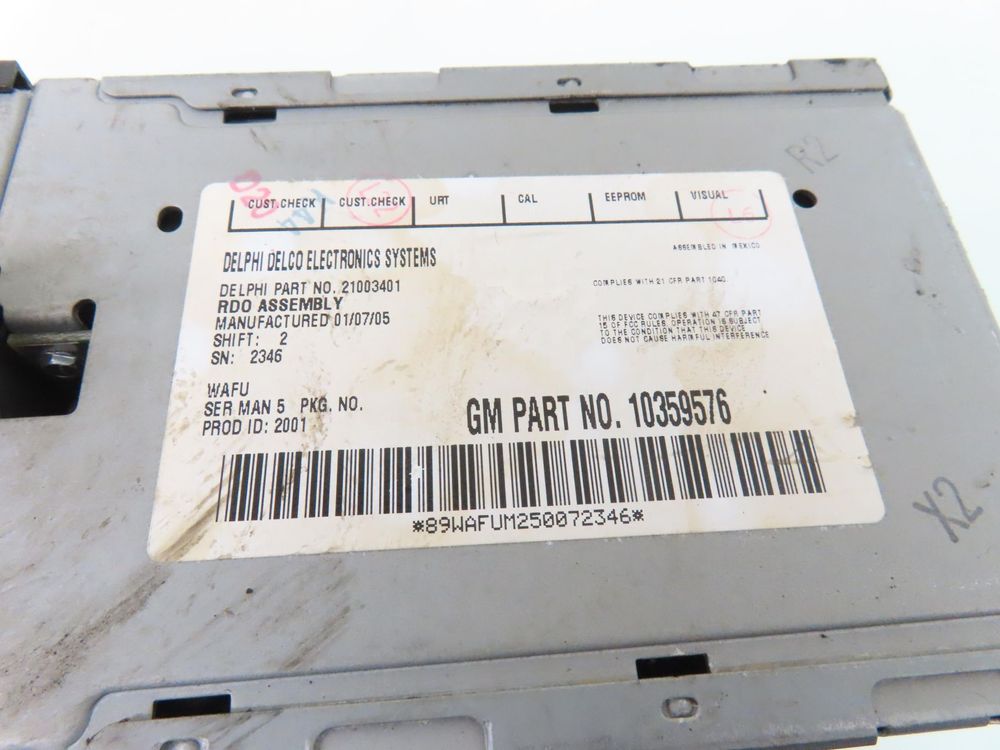 R2
CUST.CHECK CUST.CHECK URT CAL EEPROM VISUAL
020
L22
DELPHI DELCO ELECTRONICS SYSTEMS
ASSEMBLED IN MEXICO
DELPHI PART NO. 21003401
COMPLIES WITH 21 CFR PART 1040.
RDO ASSEMBLY
MANUFACTURED 01/07/05
SHIFT: 2
SN: 2346
THIS DEVICE COMPLIES WITH 47 CFR PART
15 OF FCC RULES. OPERATION IS SUBJECT
TO THE CONDITION THAT THIS DEVICE
DOES NOT CAUSE HARMFUL INTERFERENCE
WAFU
SER MAN 5 PKG. NO.
PROD ID: 2001
GM PART NO. 10359576
*89WAFUM250072346*
X2